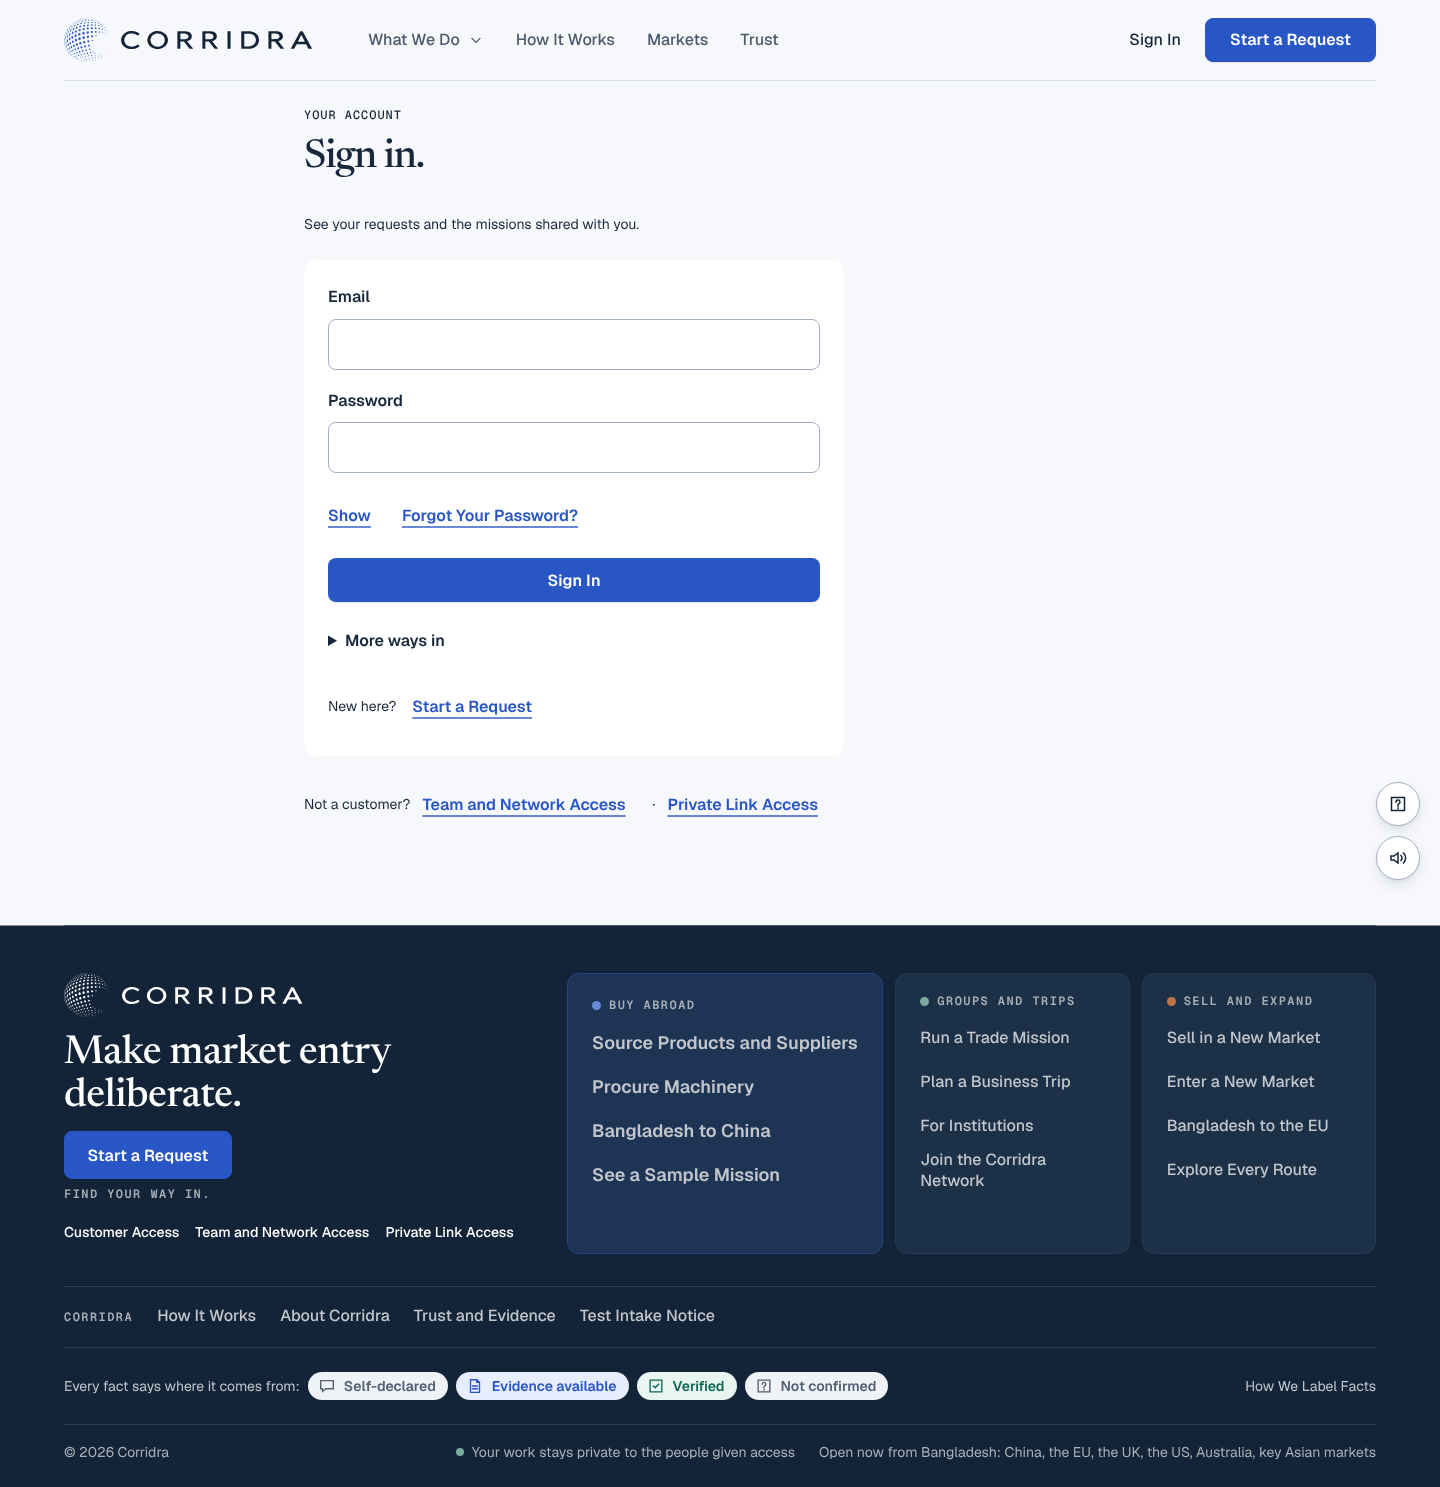 CORRIDRA
What We Do
How It Works
Markets
Trust
Sign In
Start a Request
YOUR ACCOUNT
Sign in.
See your requests and the missions shared with you.
Email
Password
Show
Forgot Your Password?
Sign In
More ways in
New here? Start a Request
Not a customer? Team and Network Access · Private Link Access
CORRIDRA
Make market entry
deliberate.
Start a Request
FIND YOUR WAY IN.
Customer Access
Team and Network Access
Private Link Access
BUY ABROAD
Source Products and Suppliers
Procure Machinery
Bangladesh to China
See a Sample Mission
GROUPS AND TRIPS
Run a Trade Mission
Plan a Business Trip
For Institutions
Join the Corridra
Network
SELL AND EXPAND
Sell in a New Market
Enter a New Market
Bangladesh to the EU
Explore Every Route
CORRIDRA
How It Works
About Corridra
Trust and Evidence
Test Intake Notice
Every fact says where it comes from:
Self-declared
Evidence available
Verified
Not confirmed
How We Label Facts
© 2026 Corridra
Your work stays private to the people given access
Open now from Bangladesh: China, the EU, the UK, the US, Australia, key Asian markets